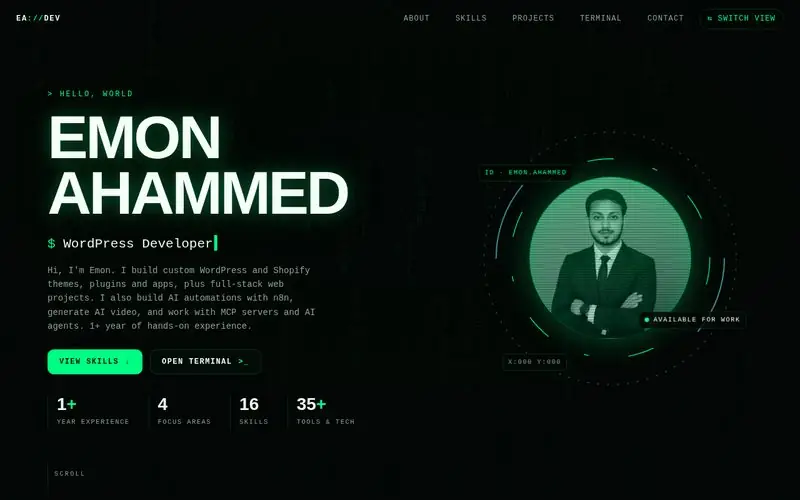 EA://DEV
ABOUT
SKILLS
PROJECTS
TERMINAL
CONTACT
⇆ SWITCH VIEW
> HELLO, WORLD
EMON
AHAMMED
$ WordPress Developer
Hi, I'm Emon. I build custom WordPress and Shopify
themes, plugins and apps, plus full-stack web
projects. I also build AI automations with n8n,
generate AI video, and work with MCP servers and AI
agents. 1+ year of hands-on experience.
VIEW SKILLS ↓
OPEN TERMINAL >_
1+
YEAR EXPERIENCE
4
FOCUS AREAS
16
SKILLS
35+
TOOLS & TECH
SCROLL
ID · EMON.AHAMMED
AVAILABLE FOR WORK
X:000 Y:000